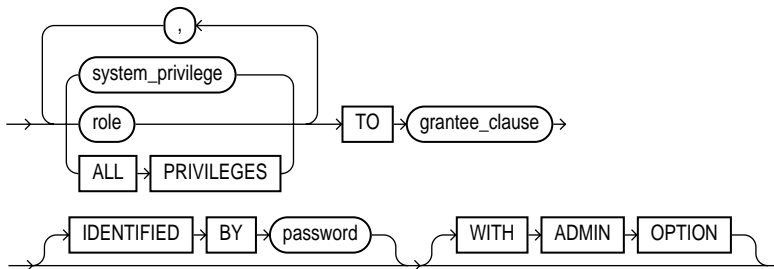 ,
system_privilege
role TO grantee_clause
ALL PRIVILEGES
IDENTIFIED BY password WITH ADMIN OPTION